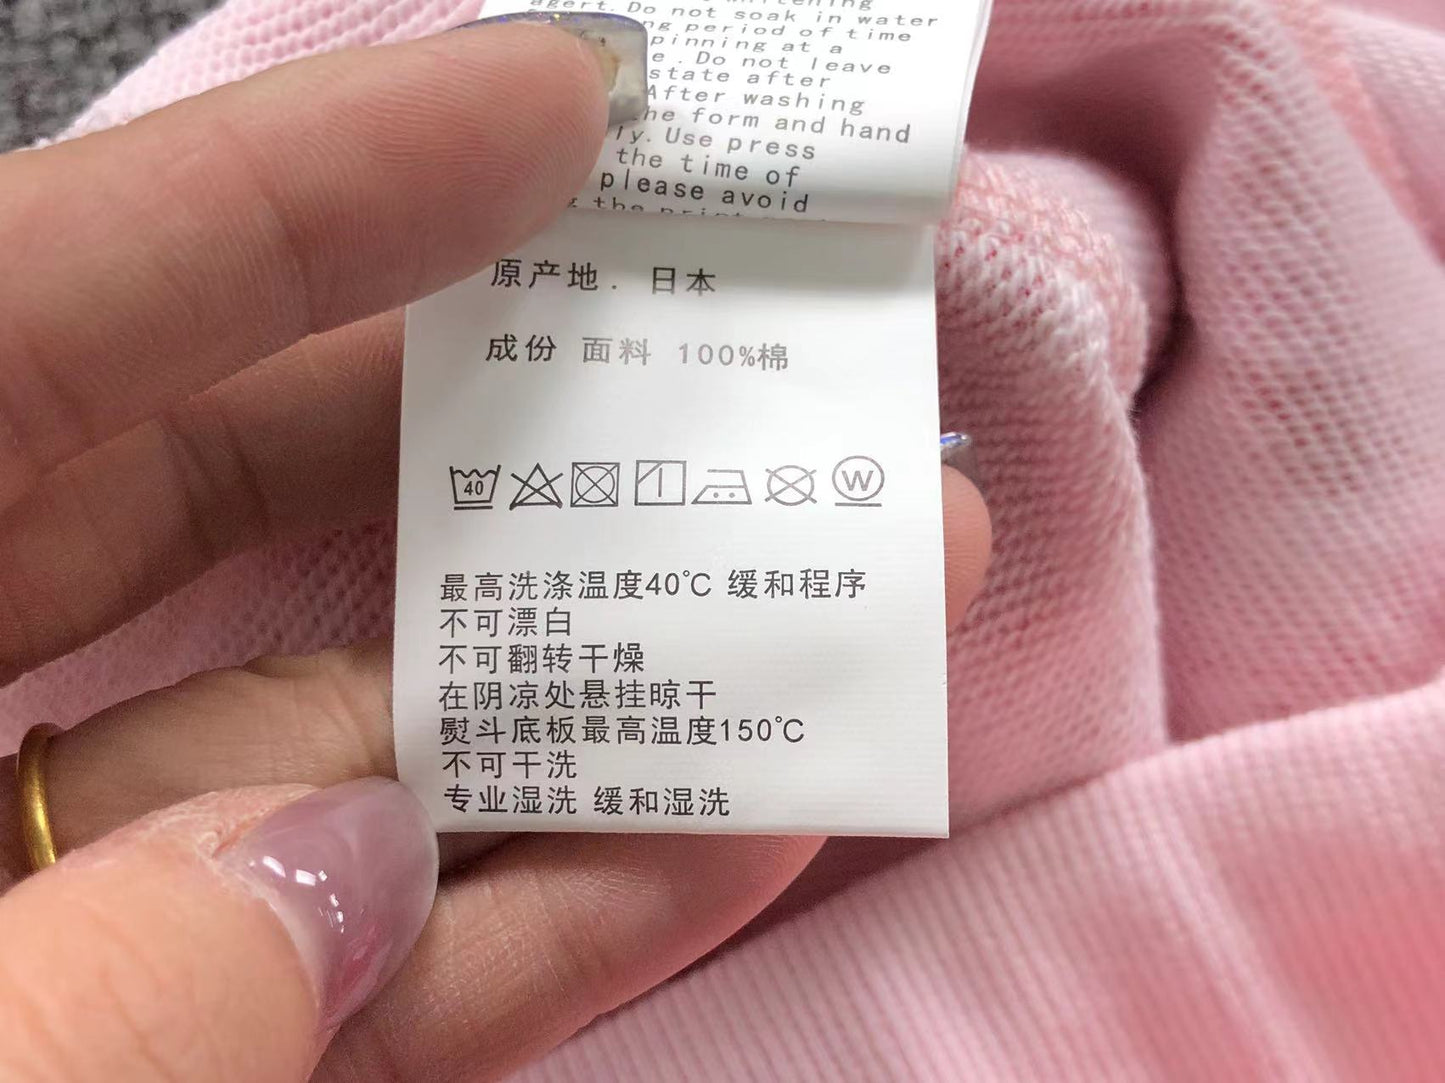 agert. Do not soak in water
period of time
at a
. Do not leave
state after
After washing
form and hand
. Use press
the time of
please avoid
the print
原产地. 日本
成份 面料 100%棉
40 W
最高洗涤温度40℃ 缓和程序
不可漂白
不可翻转干燥
在阴凉处悬挂晾干
熨斗底板最高温度150℃
不可干洗
专业湿洗 缓和湿洗